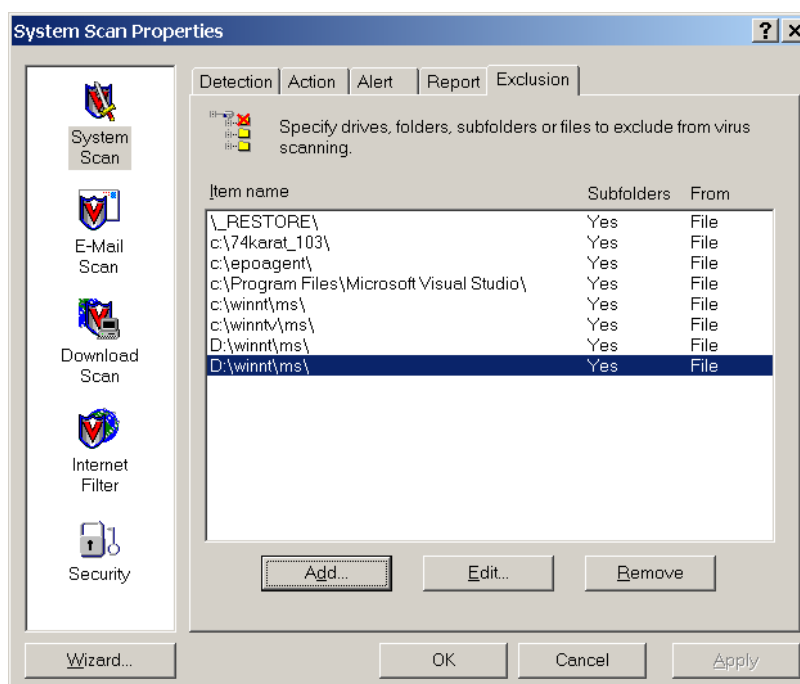 System Scan Properties
Detection Action Alert Report Exclusion
System
Scan
E-Mail
Scan
Download
Scan
Internet
Filter
Security
Specify drives, folders, subfolders or files to exclude from virus
scanning.
Item name Subfolders From
\_RESTORE\ Yes File
c:\74karat_103\ Yes File
c:\epoagent\ Yes File
c:\Program Files\Microsoft Visual Studio\ Yes File
c:\winnt\ms\ Yes File
c:\winntv\ms\ Yes File
D:\winnt\ms\ Yes File
D:\winnt\ms\ Yes File
Add... Edit... Remove
Wizard... OK Cancel Apply